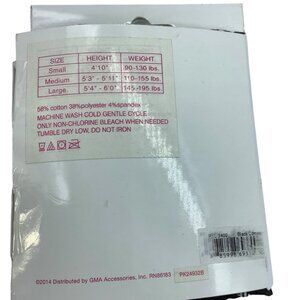 SIZE HEIGHT WEIGHT
Small 4'10" 90-130 lbs.
Medium 5'3" - 5'11" 110-155 lbs.
Large 5'4" - 6'0" 145-195 lbs.
58% cotton 38%polyester 4%spandex
MACHINE WASH COLD GENTLE CYCLE
ONLY NON-CHLORINE BLEACH WHEN NEEDED
TUMBLE DRY LOW, DO NOT IRON
©2014 Distributed by GMA Accessories, Inc. RN86183
PK24932B